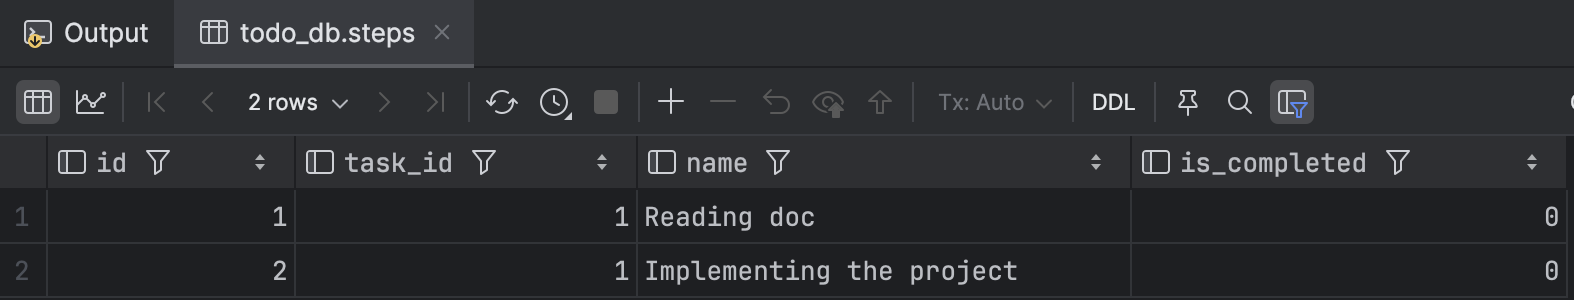 Output todo_db.steps
2 rows Tx: Auto DDL
id task_id name is_completed
1 1 1 Reading doc 0
2 2 1 Implementing the project 0